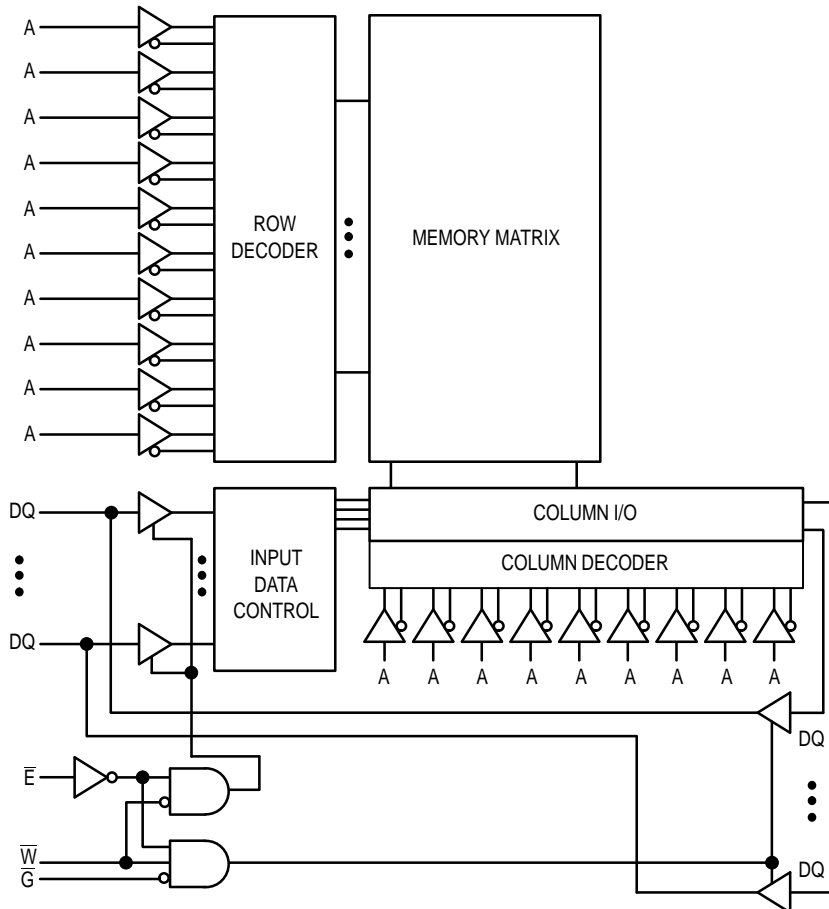 A
A
A
A
A
A
A
A
A
A
ROW
DECODER
MEMORY MATRIX
DQ
DQ
INPUT
DATA
CONTROL
COLUMN I/O
COLUMN DECODER
A A A A A A A A A
DQ
DQ
E̅
W̅
G̅